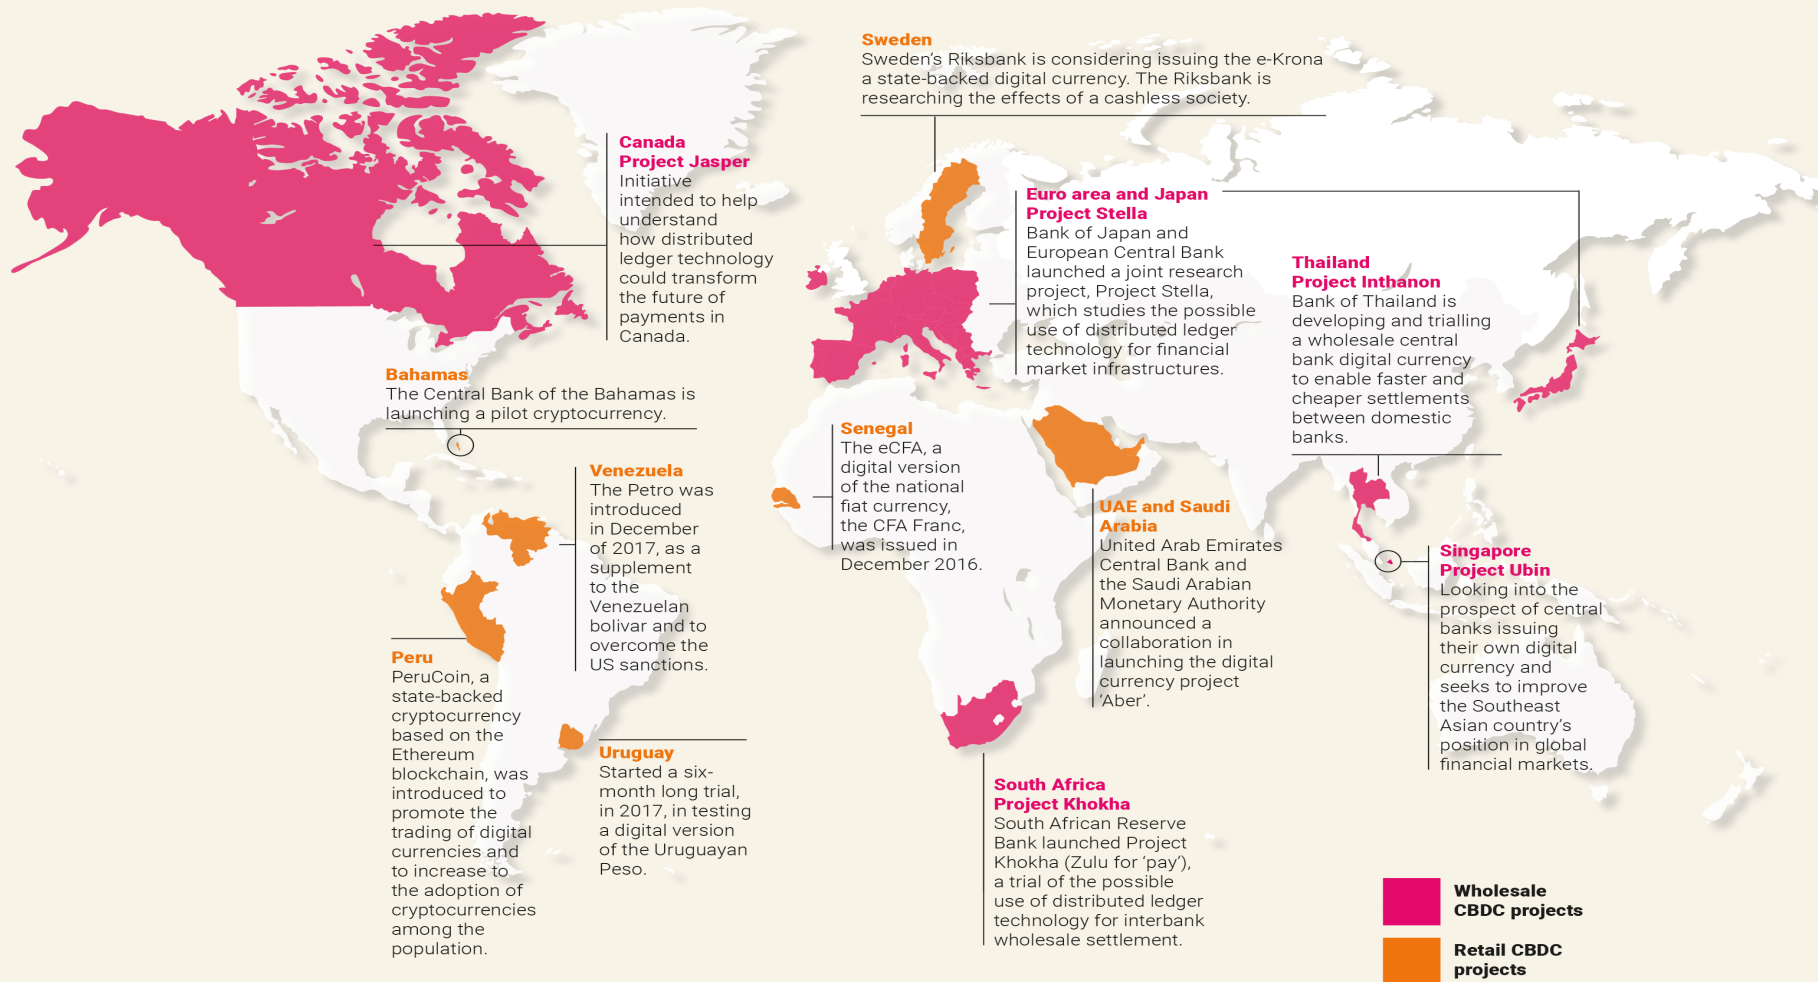 Sweden
Sweden's Riksbank is considering issuing the e-Krona
a state-backed digital currency. The Riksbank is
researching the effects of a cashless society.
Canada
Project Jasper
Initiative
intended to help
understand
how distributed
ledger technology
could transform
the future of
payments in
Canada.
Euro area and Japan
Project Stella
Bank of Japan and
European Central Bank
launched a joint research
project, Project Stella,
which studies the possible
use of distributed ledger
technology for financial
market infrastructures.
Thailand
Project Inthanon
Bank of Thailand is
developing and trialling
a wholesale central
bank digital currency
to enable faster and
cheaper settlements
between domestic
banks.
Bahamas
The Central Bank of the Bahamas is
launching a pilot cryptocurrency.
Senegal
The eCFA, a
digital version
of the national
fiat currency,
the CFA Franc,
was issued in
December 2016.
Venezuela
The Petro was
introduced
in December
of 2017, as a
supplement
to the
Venezuelan
bolivar and to
overcome the
US sanctions.
UAE and Saudi
Arabia
United Arab Emirates
Central Bank and
the Saudi Arabian
Monetary Authority
announced a
collaboration in
launching the digital
currency project
'Aber'.
Singapore
Project Ubin
Looking into the
prospect of central
banks issuing
their own digital
currency and
seeks to improve
the Southeast
Asian country's
position in global
financial markets.
Peru
PeruCoin, a
state-backed
cryptocurrency
based on the
Ethereum
blockchain, was
introduced to
promote the
trading of digital
currencies and
to increase to
the adoption of
cryptocurrencies
among the
population.
Uruguay
Started a six-
month long trial,
in 2017, in testing
a digital version
of the Uruguayan
Peso.
South Africa
Project Khokha
South African Reserve
Bank launched Project
Khokha (Zulu for 'pay'),
a trial of the possible
use of distributed ledger
technology for interbank
wholesale settlement.
Wholesale
CBDC projects
Retail CBDC
projects